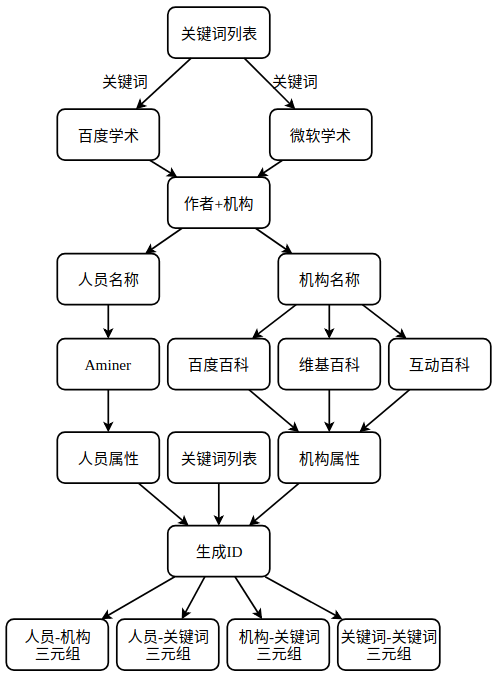 关键词列表
关键词
关键词
百度学术
微软学术
作者+机构
人员名称
机构名称
Aminer
百度百科
维基百科
互动百科
人员属性
关键词列表
机构属性
生成ID
人员-机构
三元组
人员-关键词
三元组
机构-关键词
三元组
关键词-关键词
三元组